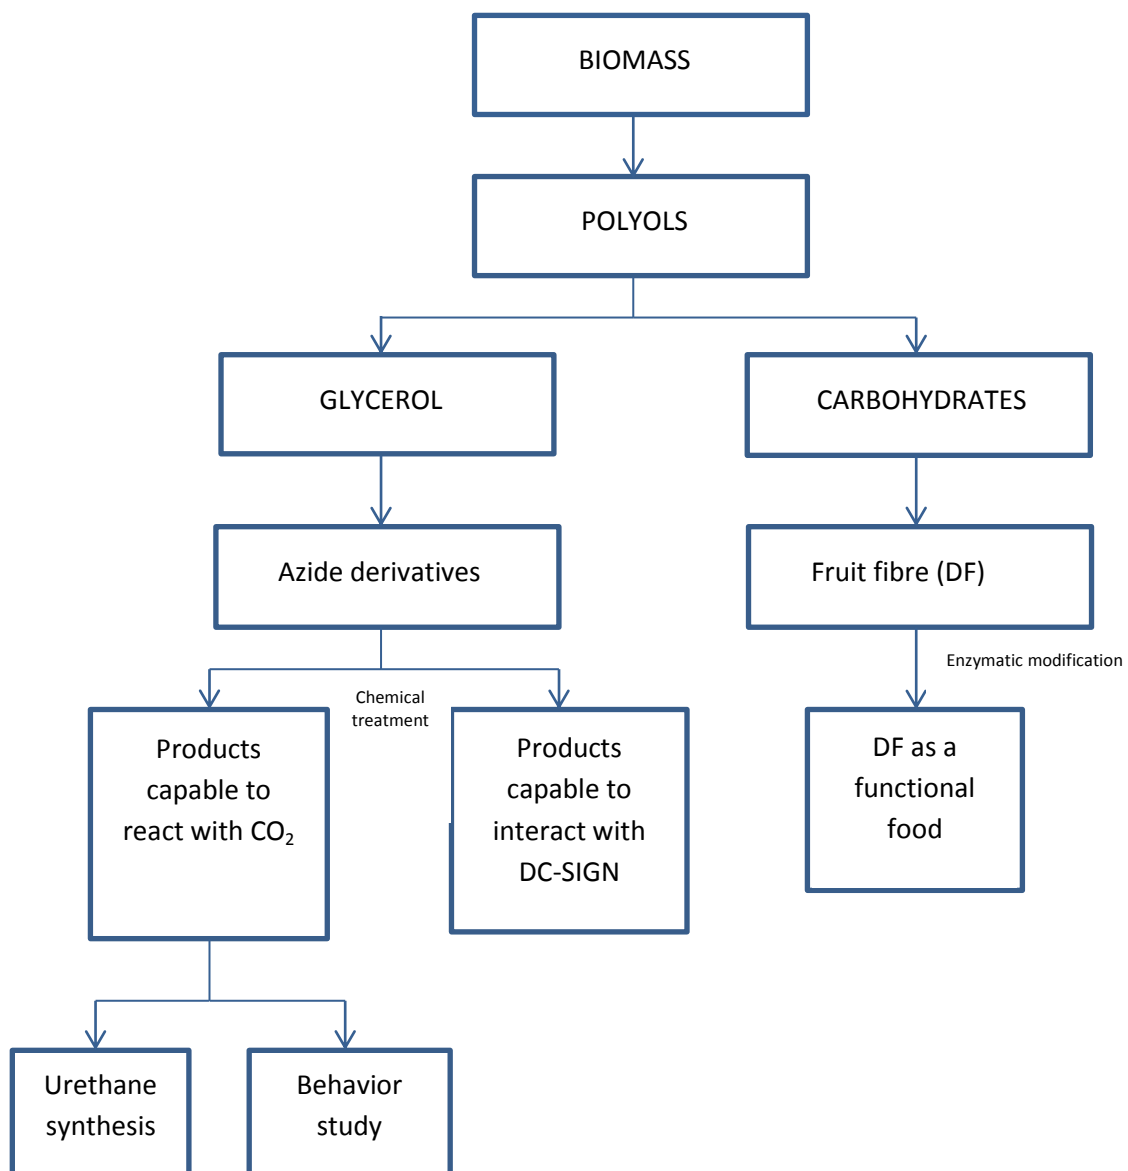 BIOMASS
POLYOLS
GLYCEROL
CARBOHYDRATES
Azide derivatives
Fruit fibre (DF)
Enzymatic modification
Chemical
treatment
Products
capable to
react with CO₂
Products
capable to
interact with
DC-SIGN
DF as a
functional
food
Urethane
synthesis
Behavior
study